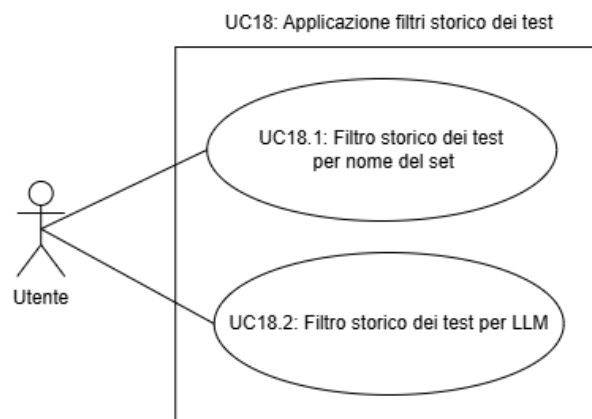 UC18: Applicazione filtri storico dei test
UC18.1: Filtro storico dei test
per nome del set
Utente
UC18.2: Filtro storico dei test per LLM